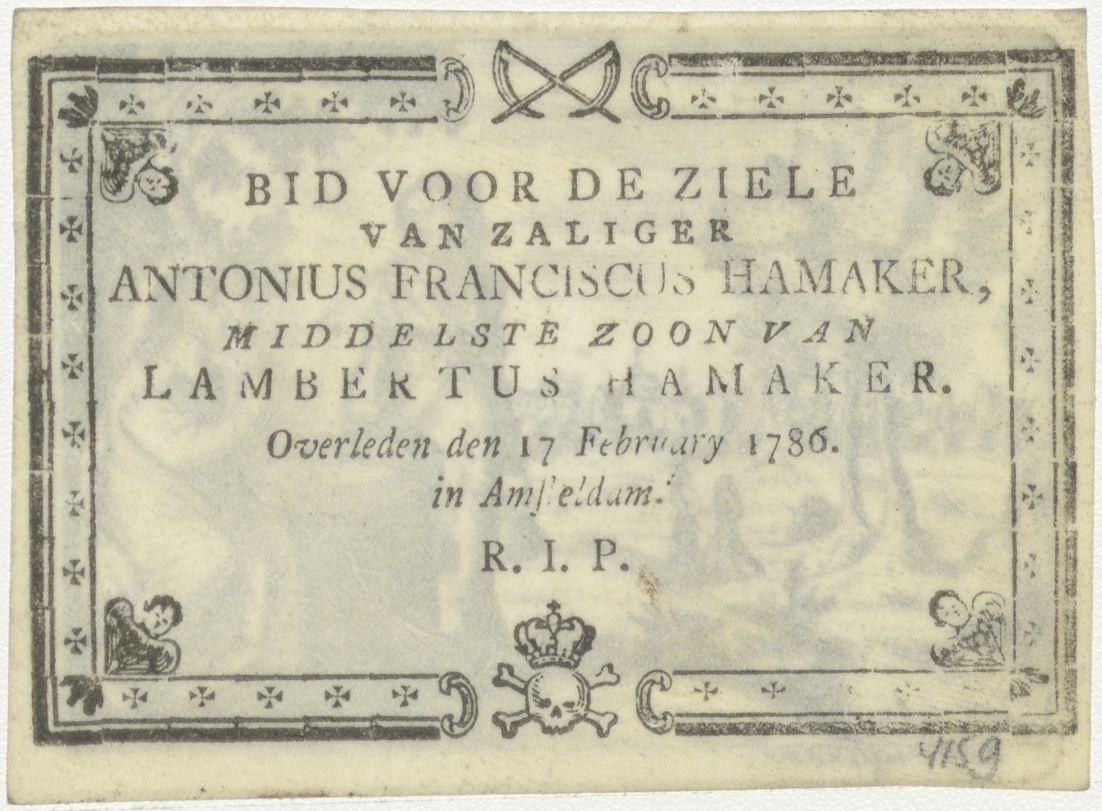 BID VOOR DE ZIELE
VAN ZALIGER
ANTONIUS FRANCISCUS HAMAKER,
MIDDELSTE ZOON VAN
LAMBERTUS HAMAKER.
Overleden den 17 February 1786.
in Amsteldam.
R. I. P.
4159